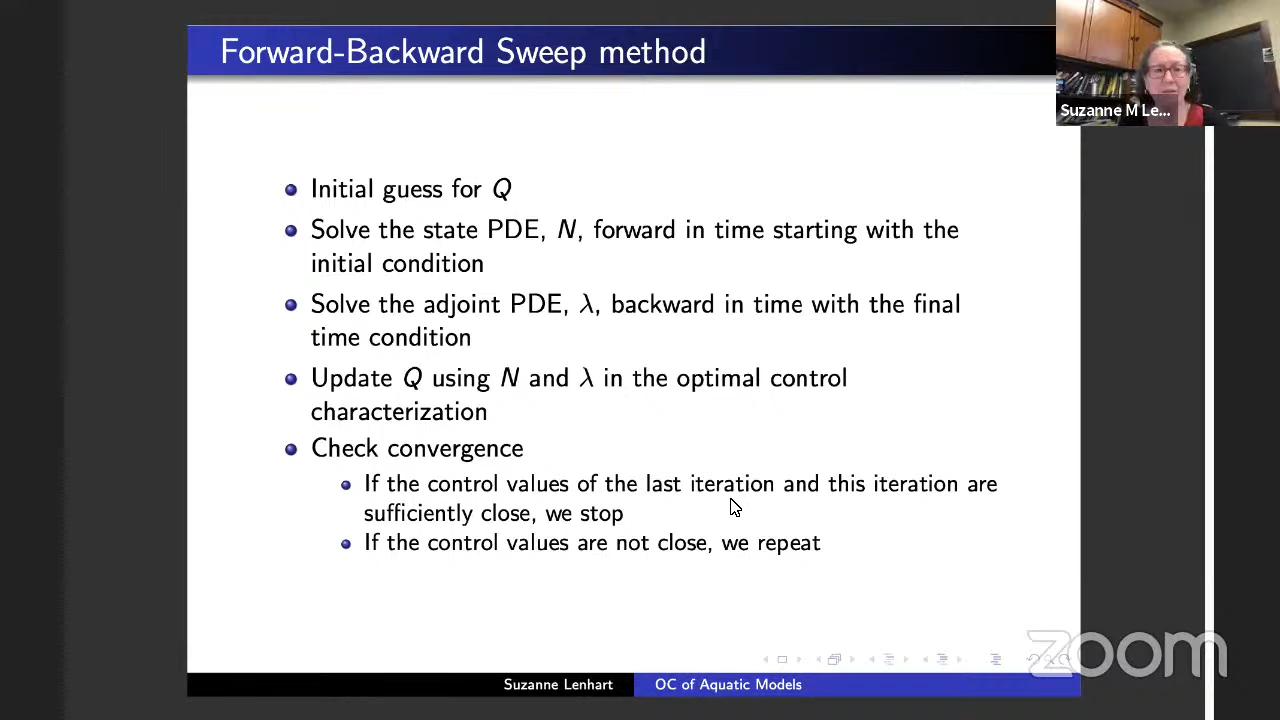 Forward-Backward Sweep method
Suzanne M Le...
Initial guess for Q
Solve the state PDE, N, forward in time starting with the
initial condition
Solve the adjoint PDE, λ, backward in time with the final
time condition
Update Q using N and λ in the optimal control
characterization
Check convergence
If the control values of the last iteration and this iteration are
sufficiently close, we stop
If the control values are not close, we repeat
zoom
Suzanne Lenhart
OC of Aquatic Models